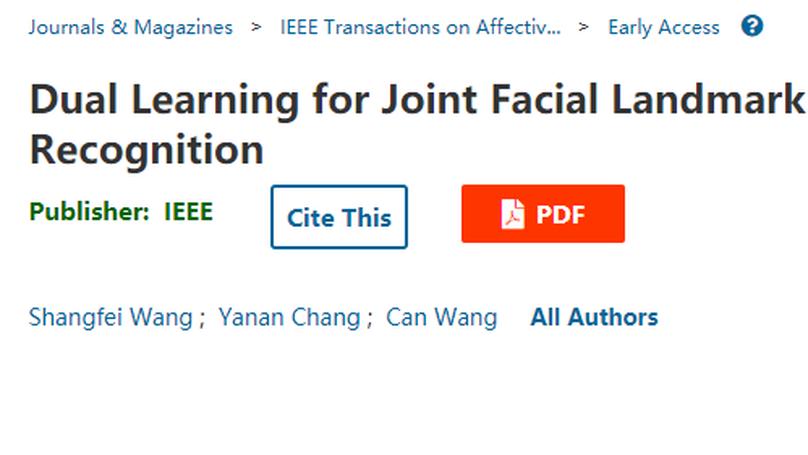 Journals & Magazines > IEEE Transactions on Affectiv... > Early Access ?
Dual Learning for Joint Facial Landmark
Recognition
Publisher: IEEE Cite This PDF
Shangfei Wang ; Yanan Chang ; Can Wang All Authors